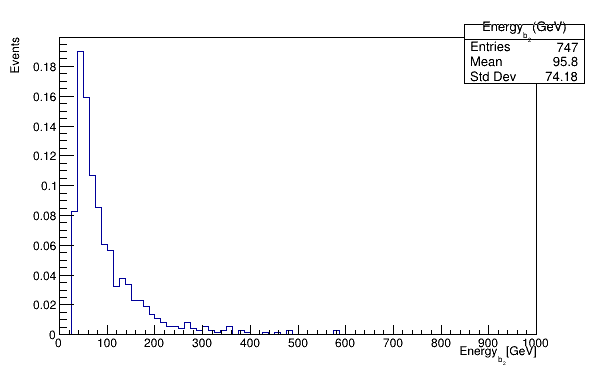 Energy_b2 (GeV)
Entries 747
Mean 95.8
Std Dev 74.18
Events
0.18
0.16
0.14
0.12
0.1
0.08
0.06
0.04
0.02
0
0 100 200 300 400 500 600 700 800 900 1000
Energy_b2 [GeV]